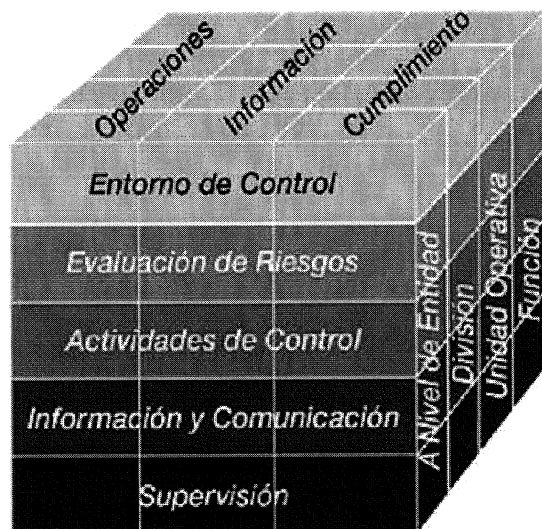 Operaciones
Información
Cumplimiento
Entorno de Control
Evaluación de Riesgos
Actividades de Control
Información y Comunicación
Supervisión
A Nivel de Entidad
División
Unidad Operativa
Función